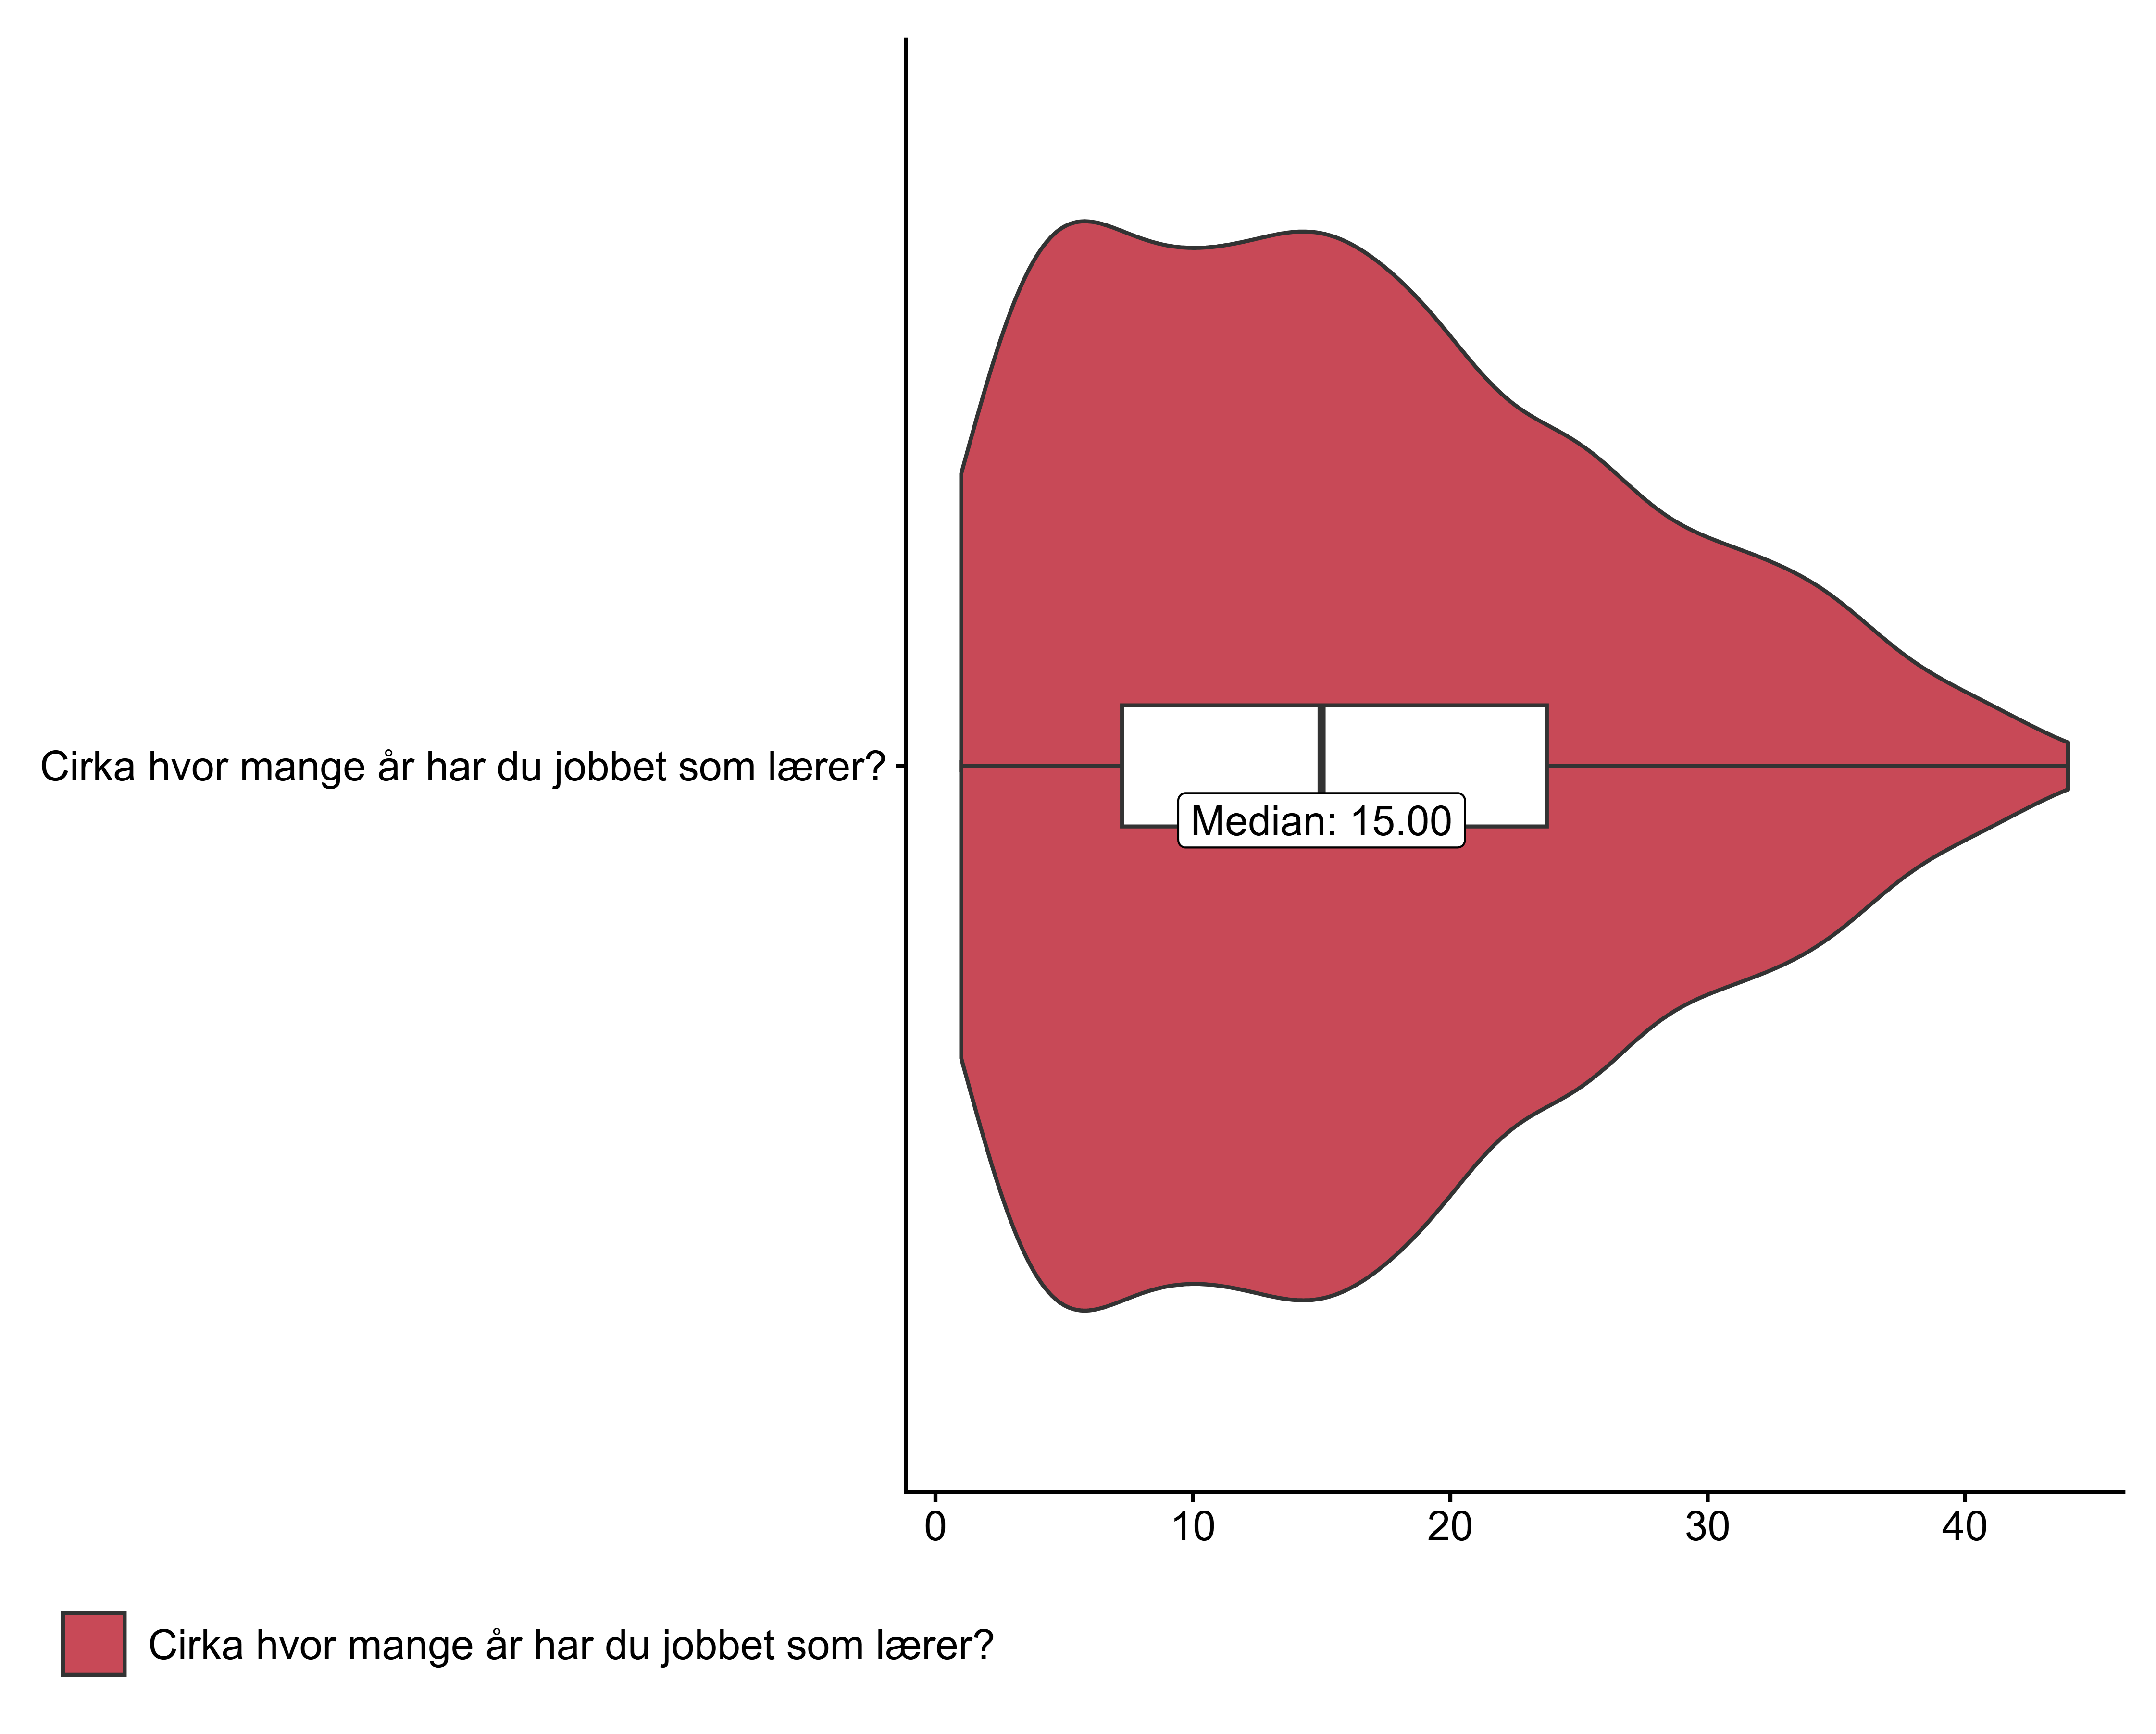 Cirka hvor mange år har du jobbet som lærer?
Median: 15.00
0 10 20 30 40
Cirka hvor mange år har du jobbet som lærer?